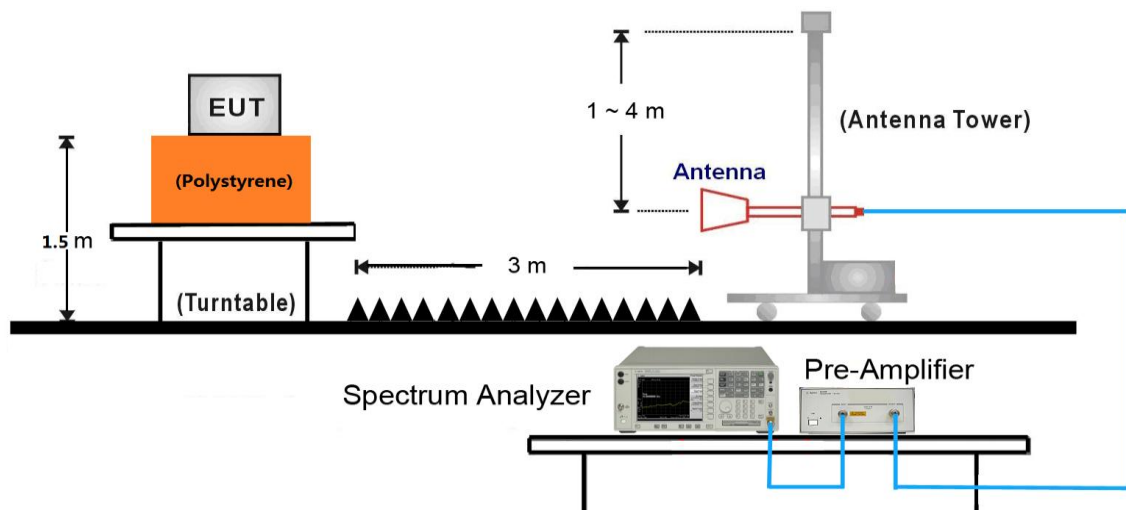 EUT
(Polystyrene)
1.5 m
(Turntable)
3 m
1 ~ 4 m
Antenna
(Antenna Tower)
Spectrum Analyzer
Pre-Amplifier